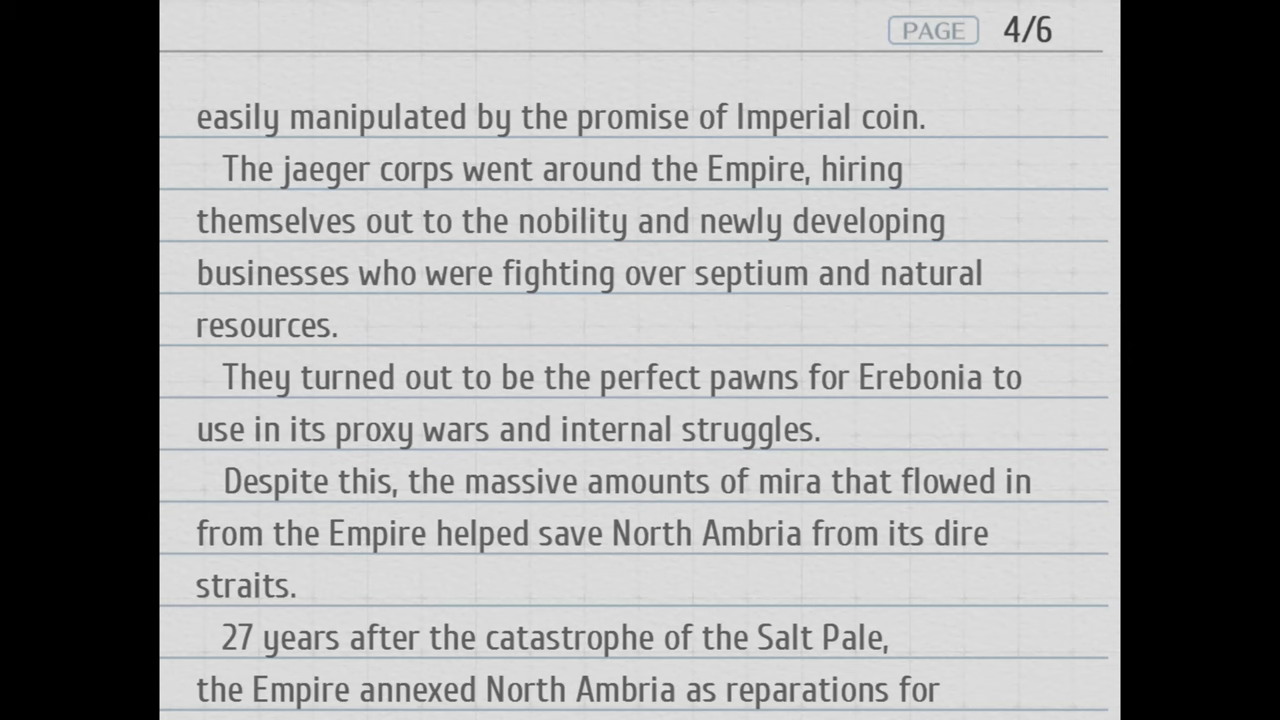 PAGE 4/6
easily manipulated by the promise of Imperial coin.
The jaeger corps went around the Empire, hiring
themselves out to the nobility and newly developing
businesses who were fighting over septium and natural
resources.
They turned out to be the perfect pawns for Erebonia to
use in its proxy wars and internal struggles.
Despite this, the massive amounts of mira that flowed in
from the Empire helped save North Ambria from its dire
straits.
27 years after the catastrophe of the Salt Pale,
the Empire annexed North Ambria as reparations for